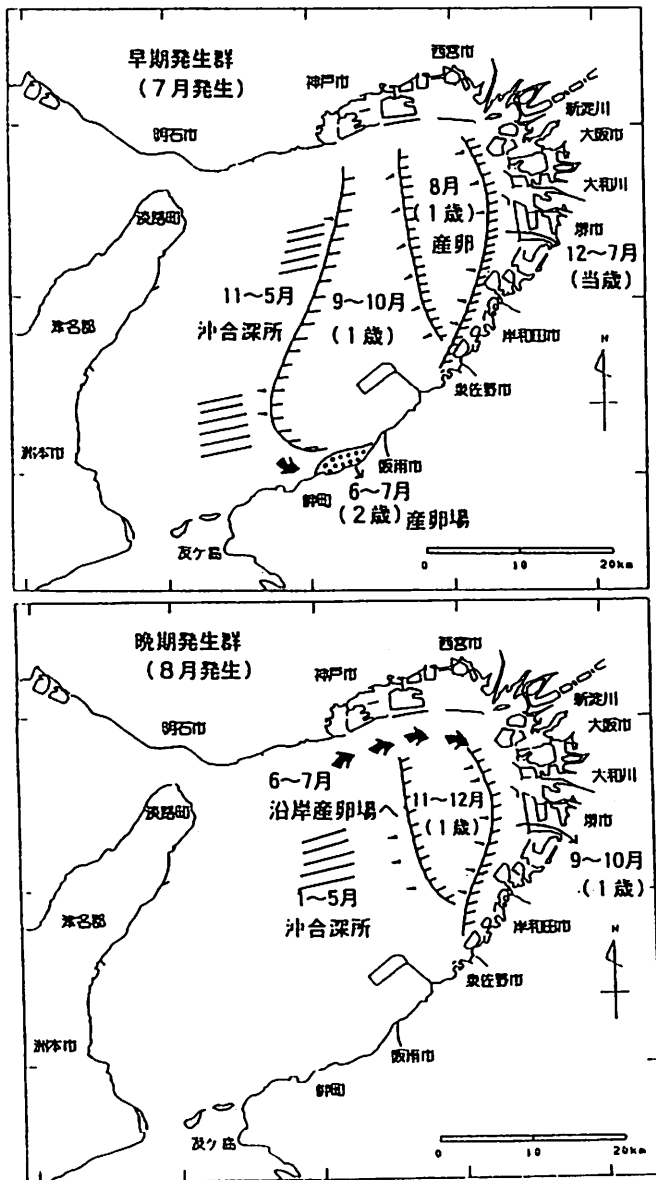 早期発生群
(7月発生)
西宮市
神戸市
新淀川
大阪市
明石市
大和川
8月
(1歳)
産卵
淡路町
堺市
12~7月
(当歳)
11~5月
沖合深所
9~10月
(1歳)
津名郡
岸和田市
N
泉佐野市
洲本市
阪南市
岬町
6~7月
(2歳)産卵場
友ケ島
0 10 20km
晩期発生群
(8月発生)
西宮市
神戸市
新淀川
大阪市
明石市
大和川
6~7月
沿岸産卵場へ
11~12月
(1歳)
淡路町
堺市
9~10月
(1歳)
1~5月
沖合深所
津名郡
岸和田市
N
泉佐野市
洲本市
阪南市
岬町
友ケ島
0 10 20km